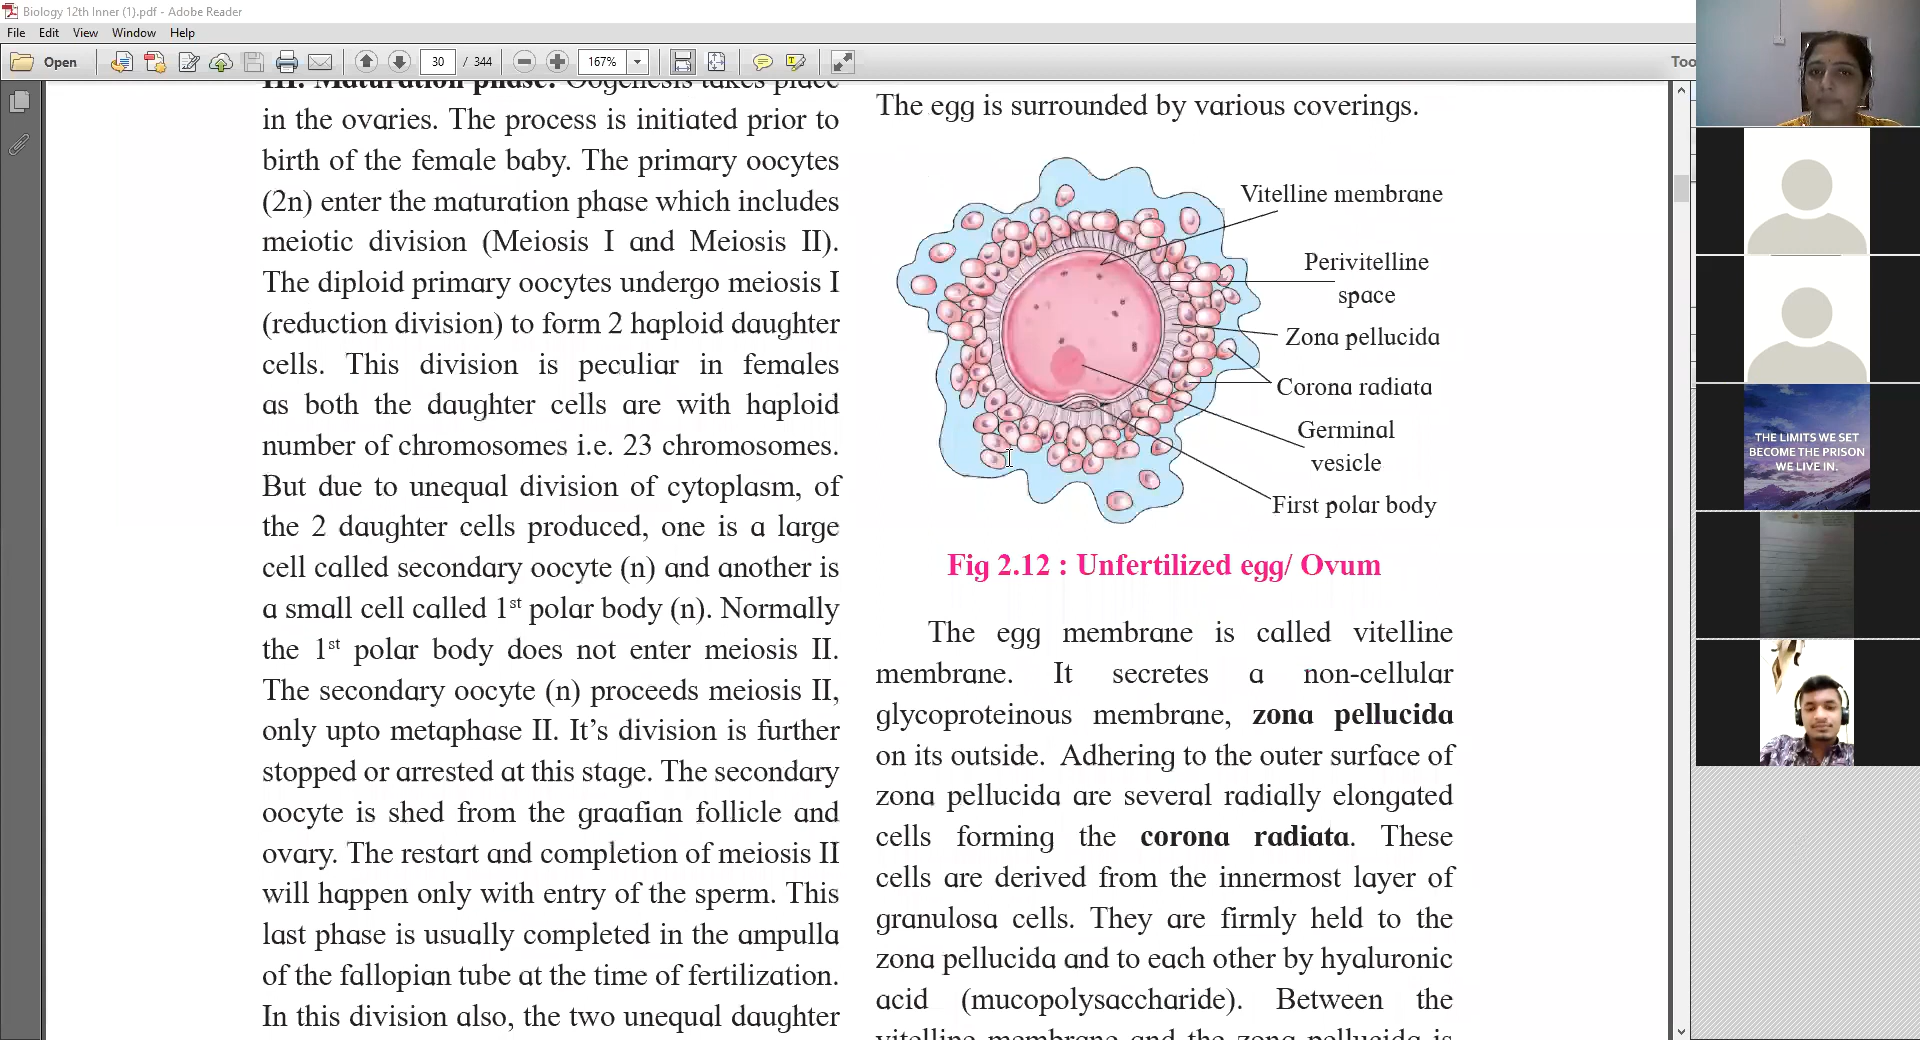 Biology 12th Inner (1).pdf - Adobe Reader
File Edit View Window Help
Open 30 / 344 167% Too
III. Maturation phase: Oogenesis takes place
in the ovaries. The process is initiated prior to
birth of the female baby. The primary oocytes
(2n) enter the maturation phase which includes
meiotic division (Meiosis I and Meiosis II).
The diploid primary oocytes undergo meiosis I
(reduction division) to form 2 haploid daughter
cells. This division is peculiar in females
as both the daughter cells are with haploid
number of chromosomes i.e. 23 chromosomes.
But due to unequal division of cytoplasm, of
the 2 daughter cells produced, one is a large
cell called secondary oocyte (n) and another is
a small cell called 1st polar body (n). Normally
the 1st polar body does not enter meiosis II.
The secondary oocyte (n) proceeds meiosis II,
only upto metaphase II. It’s division is further
stopped or arrested at this stage. The secondary
oocyte is shed from the graafian follicle and
ovary. The restart and completion of meiosis II
will happen only with entry of the sperm. This
last phase is usually completed in the ampulla
of the fallopian tube at the time of fertilization.
In this division also, the two unequal daughter
The egg is surrounded by various coverings.
Vitelline membrane
Perivitelline
space
Zona pellucida
Corona radiata
Germinal
vesicle
First polar body
Fig 2.12 : Unfertilized egg/ Ovum
The egg membrane is called vitelline
membrane. It secretes a non-cellular
glycoproteinous membrane, zona pellucida
on its outside. Adhering to the outer surface of
zona pellucida are several radially elongated
cells forming the corona radiata. These
cells are derived from the innermost layer of
granulosa cells. They are firmly held to the
zona pellucida and to each other by hyaluronic
acid (mucopolysaccharide). Between the
vitelline membrane and the zona pellucida is
THE LIMITS WE SET
BECOME THE PRISON
WE LIVE IN.